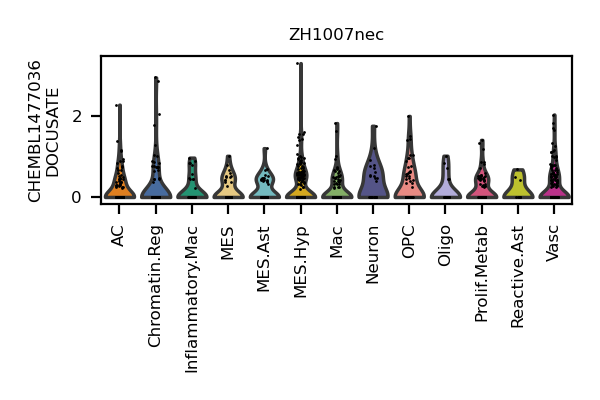 ZH1007nec
CHEMBL1477036
DOCUSATE
2
0
AC
Chromatin.Reg
Inflammatory.Mac
MES
MES.Ast
MES.Hyp
Mac
Neuron
OPC
Oligo
Prolif.Metab
Reactive.Ast
Vasc